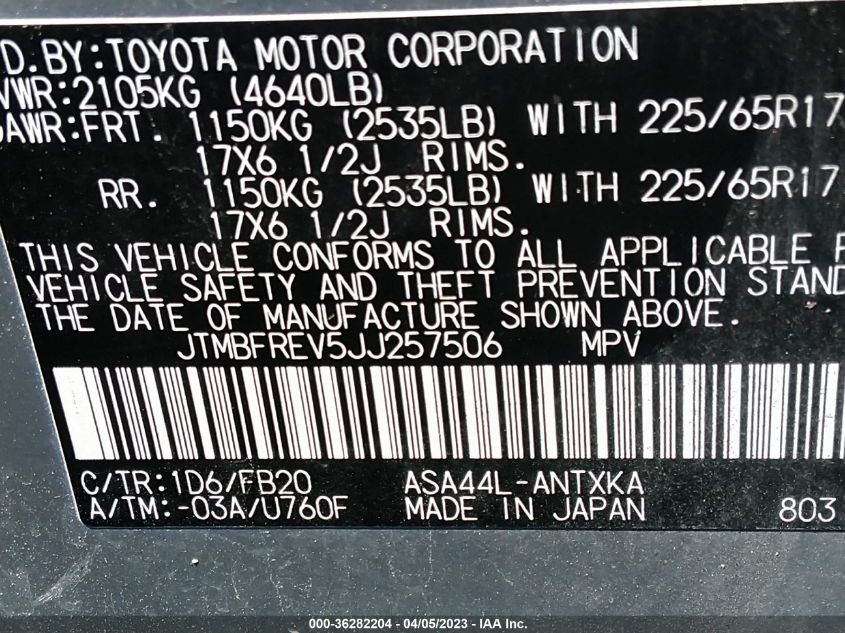 D. BY: TOYOTA MOTOR CORPORATION
VWR: 2105KG (4640LB)
GAWR: FRT. 1150KG (2535LB) WITH 225/65R17
17X6 1/2J RIMS.
RR. 1150KG (2535LB) WITH 225/65R17
17X6 1/2J RIMS.
THIS VEHICLE CONFORMS TO ALL APPLICABLE F
VEHICLE SAFETY AND THEFT PREVENTION STAND
THE DATE OF MANUFACTURE SHOWN ABOVE.
JTMBFREV5JJ257506 MPV
C/TR: 1D6/FB20 ASA44L-ANTXKA
A/TM: -03A/U760F MADE IN JAPAN 803
000-36282204 - 04/05/2023 - IAA Inc.